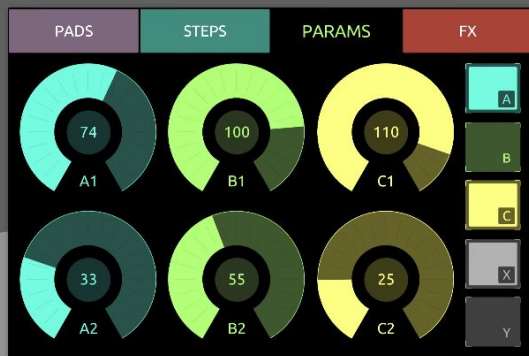 PADS STEPS PARAMS FX
74 100 110 A
A1 B1 C1
B
C
33 55 25 X
A2 B2 C2 Y